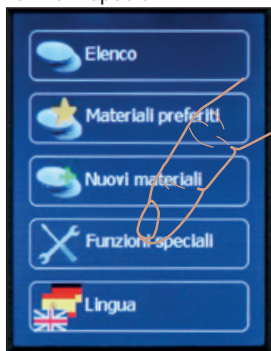 Elenco
Materiali preferiti
Nuovi materiali
Funzioni speciali
Lingua